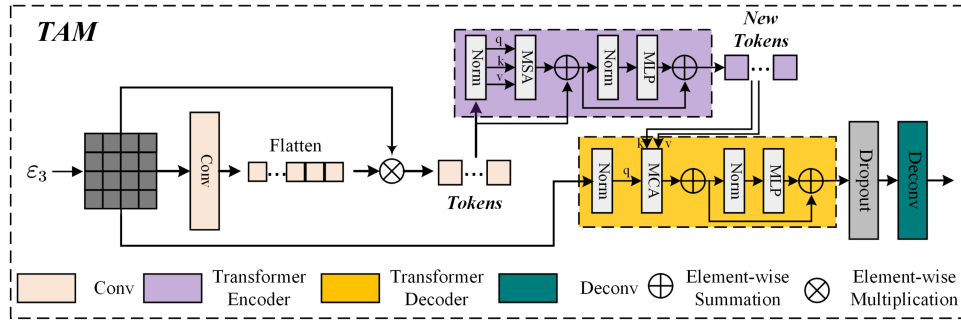 TAM
New
Tokens
Norm
q
k
v
MSA
Norm
MLP
ε3
Conv
Flatten
Tokens
k
v
Norm
q
MCA
Norm
MLP
Dropout
Deconv
Conv
Transformer
Encoder
Transformer
Decoder
Deconv
Element-wise
Summation
Element-wise
Multiplication